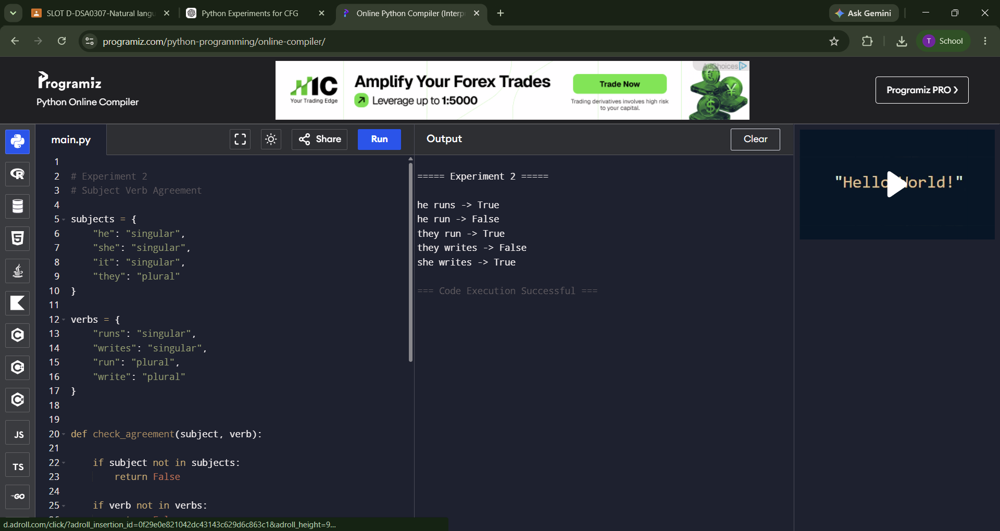 SLOT D-DSA0307-Natural langu
Python Experiments for CFG
Online Python Compiler (Interp
Ask Gemini
programiz.com/python-programming/online-compiler/
T
School
Programiz
Python Online Compiler
HIC
Your Trading Edge
Amplify Your Forex Trades
Leverage up to 1:5000
Trade Now
Trading derivatives involves high risk
to your capital.
AdChoices
Programiz PRO
main.py
Share
Run
Output
Clear
1
2 # Experiment 2
3 # Subject Verb Agreement
4
5 subjects = {
6 "he": "singular",
7 "she": "singular",
8 "it": "singular",
9 "they": "plural"
10 }
11
12 verbs = {
13 "runs": "singular",
14 "writes": "singular",
15 "run": "plural",
16 "write": "plural"
17 }
18
19
20 def check_agreement(subject, verb):
21
22 if subject not in subjects:
23 return False
24
25 if verb not in verbs:
===== Experiment 2 =====
he runs -> True
he run -> False
they run -> True
they writes -> False
she writes -> True
=== Code Execution Successful ===
"Hello World!"
JS
TS
GO
d.adroll.com/click/?adroll_insertion_id=0f29e0e821042dc43143c629d6c863c1&adroll_height=9...